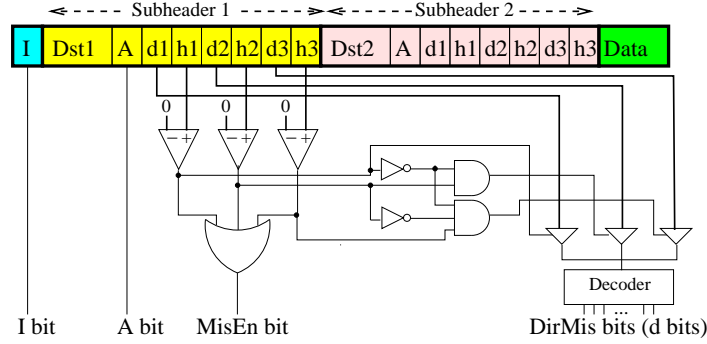 Subheader 1 Subheader 2
I Dst1 A d1 h1 d2 h2 d3 h3 Dst2 A d1 h1 d2 h2 d3 h3 Data
0 0 0
− + − + − +
Decoder
...
I bit A bit MisEn bit DirMis bits (d bits)